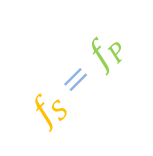 fS = fP